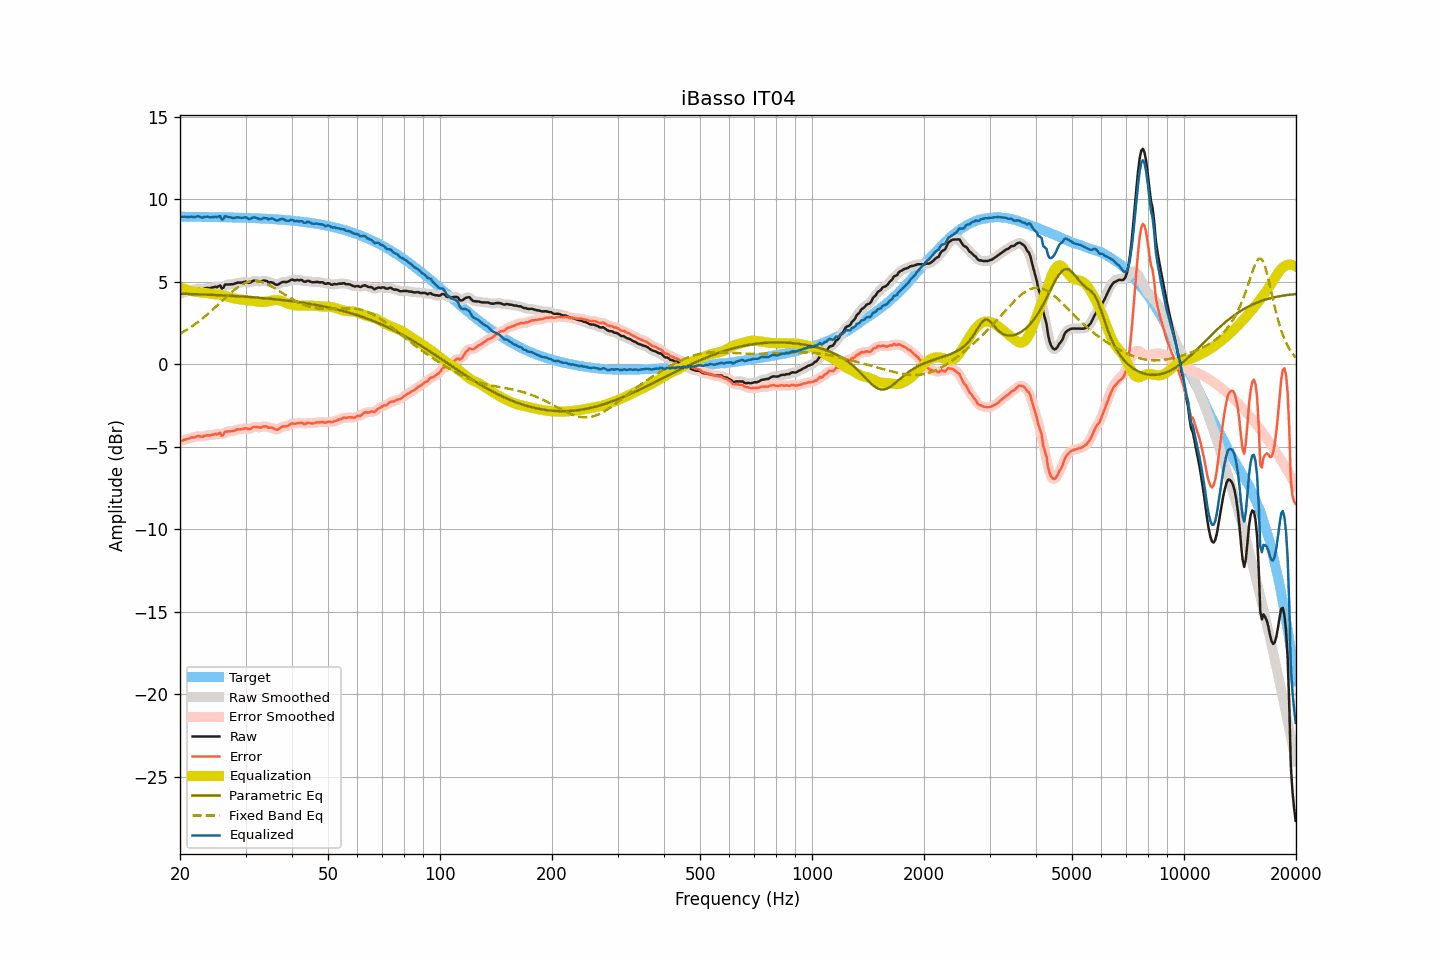 iBasso IT04
15
10
5
0
−5
−10
−15
−20
−25
Amplitude (dBr)
Target
Raw Smoothed
Error Smoothed
Raw
Error
Equalization
Parametric Eq
Fixed Band Eq
Equalized
20 50 100 200 500 1000 2000 5000 10000 20000
Frequency (Hz)